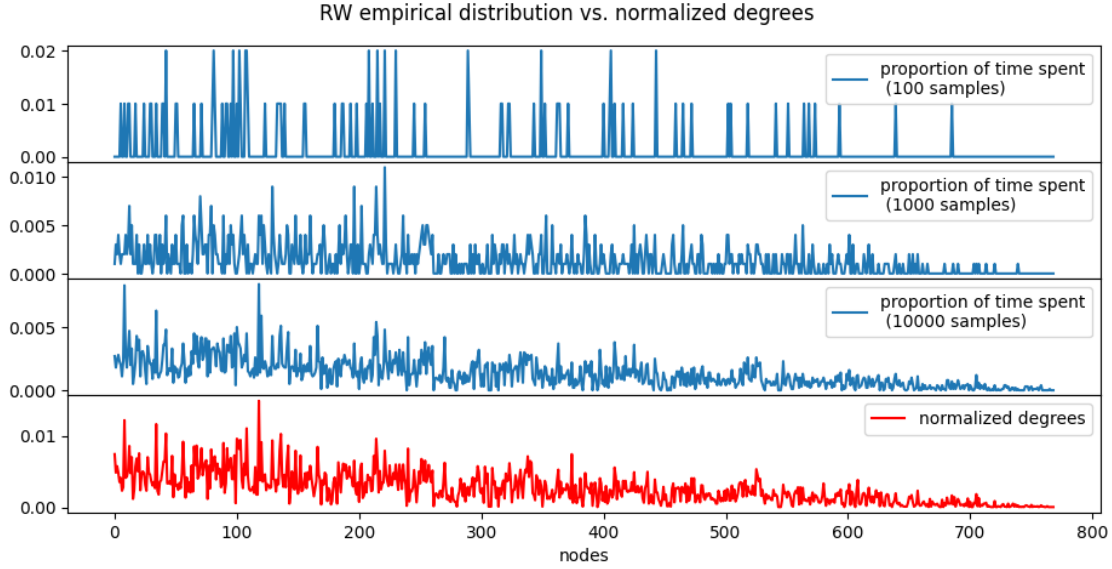 RW empirical distribution vs. normalized degrees
0.02
0.01
0.00
proportion of time spent
(100 samples)
0.010
0.005
0.000
proportion of time spent
(1000 samples)
0.005
0.000
proportion of time spent
(10000 samples)
0.01
0.00
normalized degrees
0 100 200 300 400 500 600 700 800
nodes